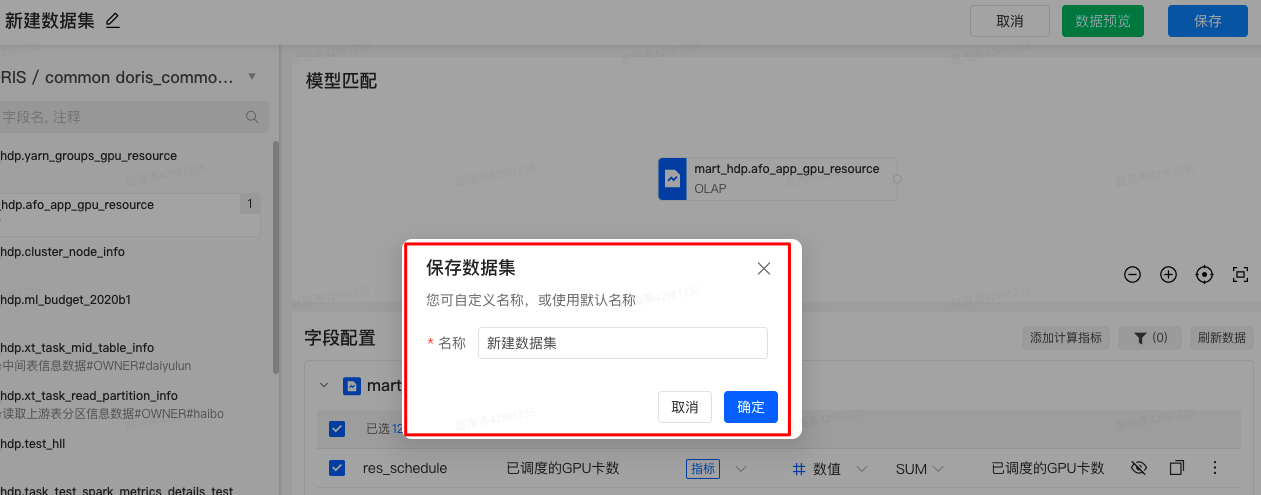 新建数据集
取消
数据预览
保存
ORIS / common doris_commo...
字段名, 注释
hdp.yarn_groups_gpu_resource
_hdp.afo_app_gpu_resource
1
hdp.cluster_node_info
hdp.ml_budget_2020b1
hdp.xt_task_mid_table_info
中间表信息数据#OWNER#daiyulun
hdp.xt_task_read_partition_info
读取上游表分区信息数据#OWNER#haibo
hdp.test_hll
hdp.task_test_spark_metrics_details_test
模型匹配
mart_hdp.afo_app_gpu_resource
OLAP
保存数据集
您可自定义名称，或使用默认名称
* 名称
新建数据集
取消
确定
字段配置
添加计算指标
(0)
刷新数据
mart
已选 12
res_schedule
已调度的GPU卡数
指标
数值
SUM
已调度的GPU卡数